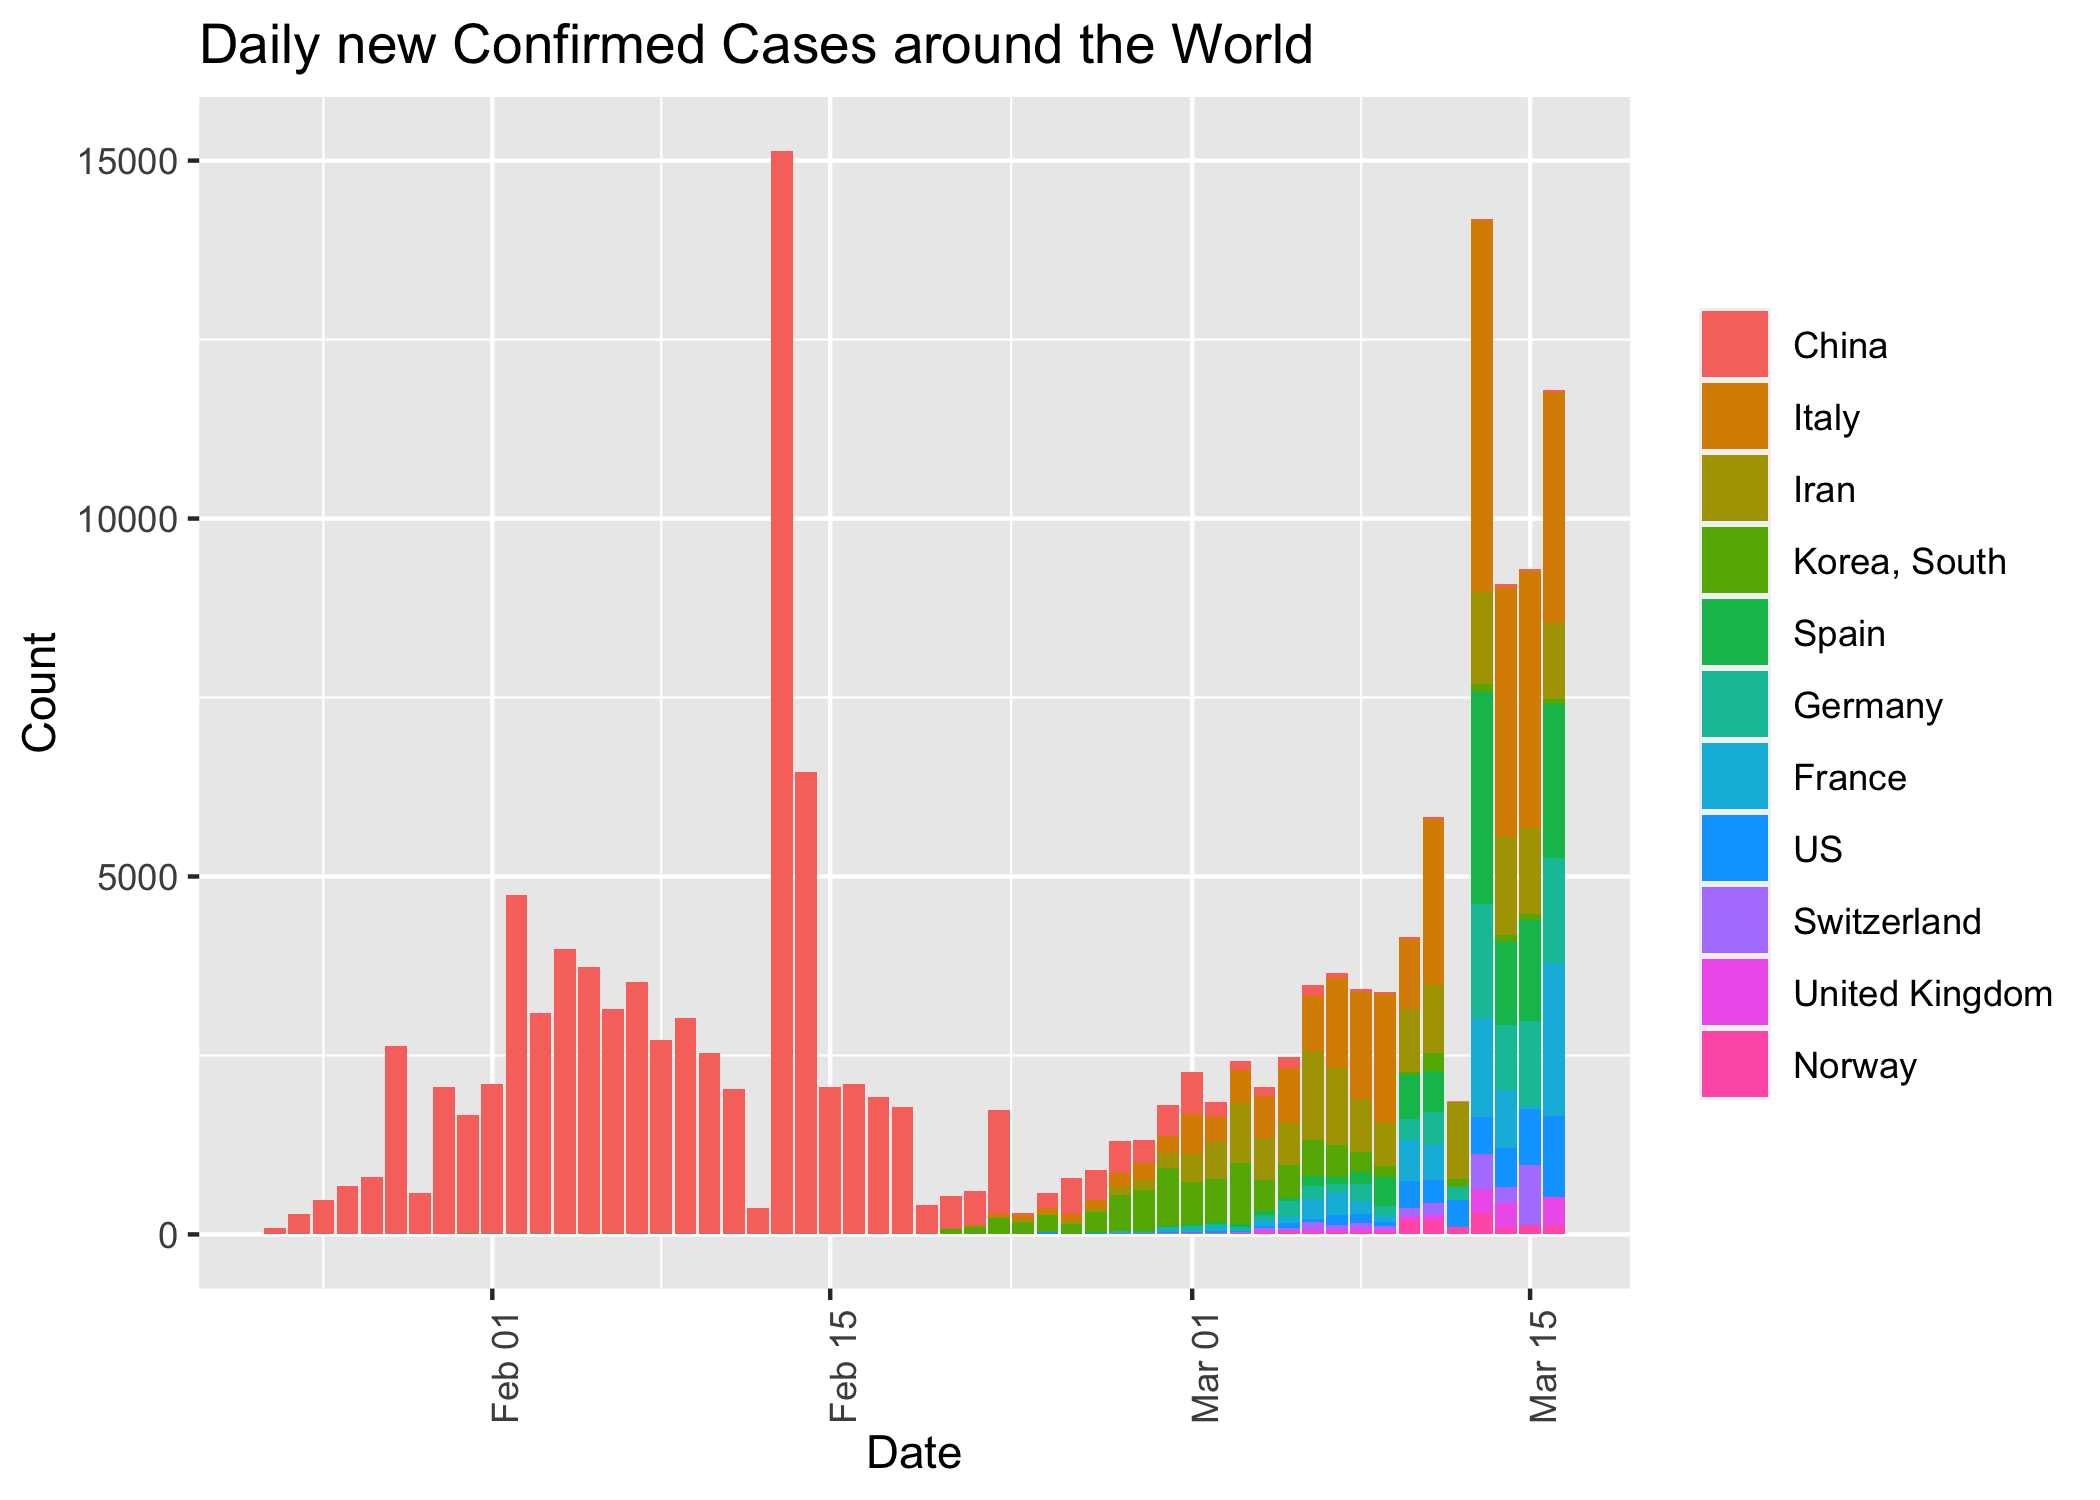 Daily new Confirmed Cases around the World
15000
10000
5000
0
Count
Feb 01
Feb 15
Mar 01
Mar 15
Date
China
Italy
Iran
Korea, South
Spain
Germany
France
US
Switzerland
United Kingdom
Norway